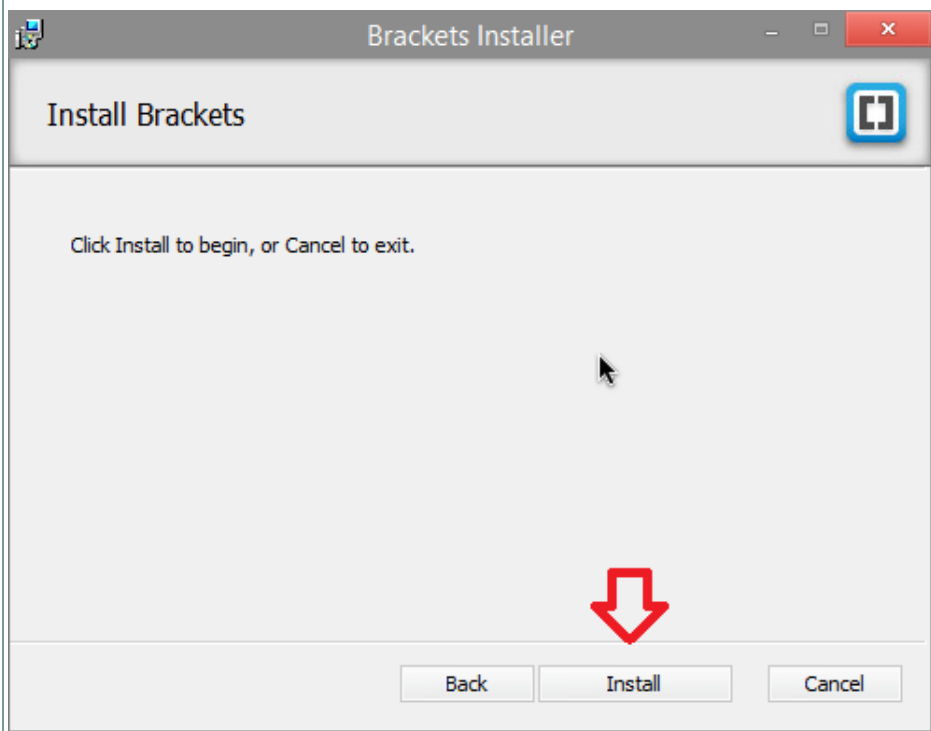 Brackets Installer
Install Brackets
Click Install to begin, or Cancel to exit.
Back Install Cancel